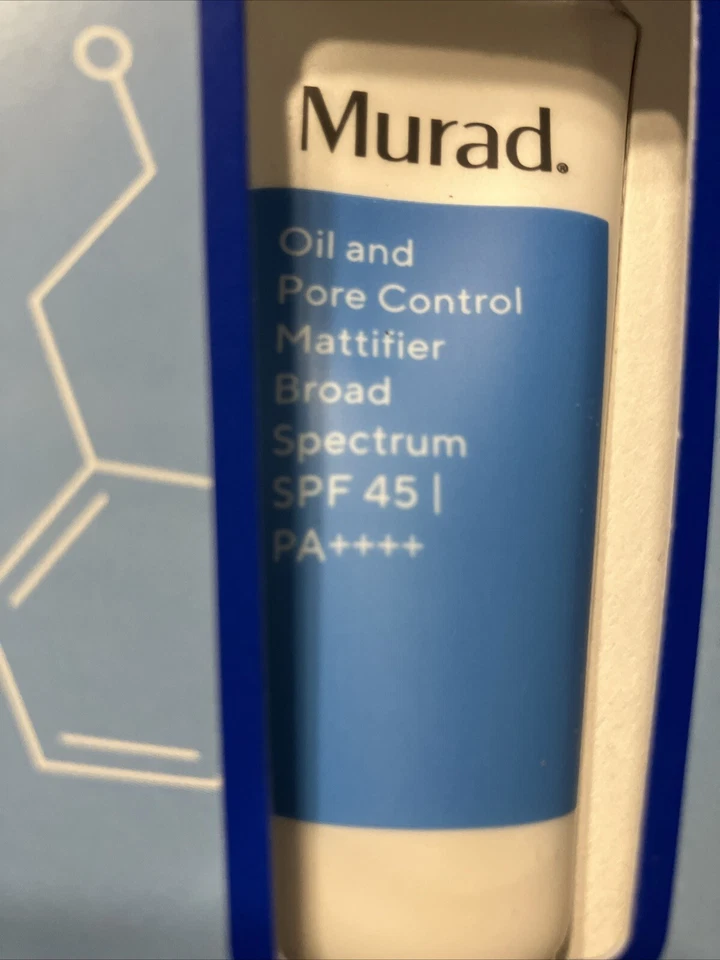 Murad®
Oil and
Pore Control
Mattifier
Broad
Spectrum
SPF 45 |
PA++++